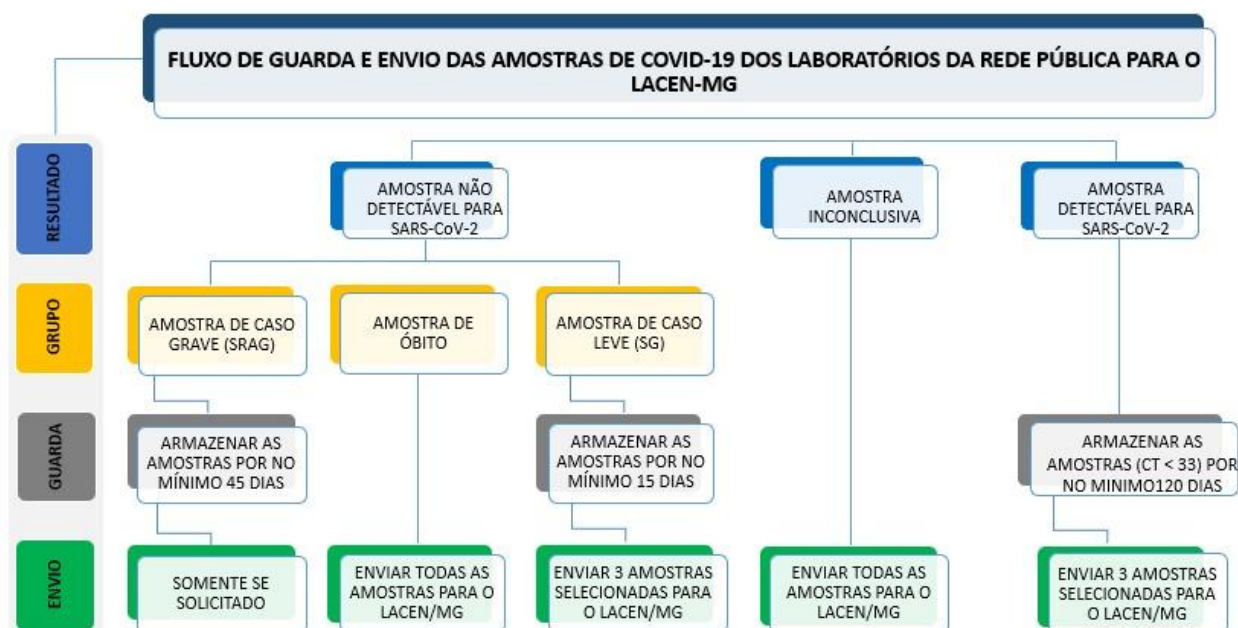 FLUXO DE GUARDA E ENVIO DAS AMOSTRAS DE COVID-19 DOS LABORATÓRIOS DA REDE PÚBLICA PARA O
LACEN-MG
RESULTADO
AMOSTRA NÃO
DETECTÁVEL PARA
SARS-CoV-2
AMOSTRA
INCONCLUSIVA
AMOSTRA
DETECTÁVEL PARA
SARS-CoV-2
GRUPO
AMOSTRA DE CASO
GRAVE (SRAG)
AMOSTRA DE
ÓBITO
AMOSTRA DE CASO
LEVE (SG)
GUARDA
ARMAZENAR AS
AMOSTRAS POR NO
MÍNIMO 45 DIAS
ARMAZENAR AS
AMOSTRAS POR NO
MÍNIMO 15 DIAS
ARMAZENAR AS
AMOSTRAS (CT < 33) POR
NO MINIMO120 DIAS
ENVIO
SOMENTE SE
SOLICITADO
ENVIAR TODAS AS
AMOSTRAS PARA O
LACEN/MG
ENVIAR 3 AMOSTRAS
SELECIONADAS PARA
O LACEN/MG
ENVIAR TODAS AS
AMOSTRAS PARA O
LACEN/MG
ENVIAR 3 AMOSTRAS
SELECIONADAS PARA
O LACEN/MG